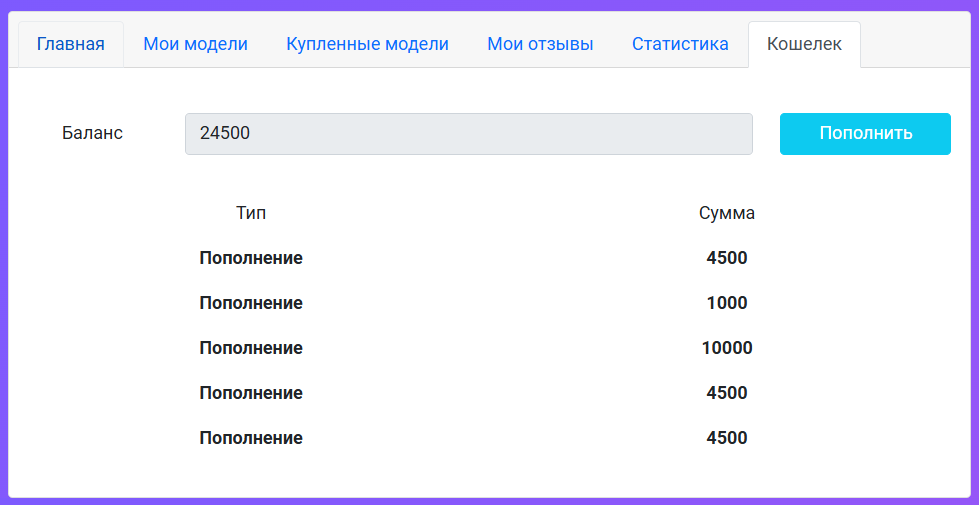 Главная Мои модели Купленные модели Мои отзывы Статистика Кошелек
Баланс 24500 Пополнить
Тип Сумма
Пополнение 4500
Пополнение 1000
Пополнение 10000
Пополнение 4500
Пополнение 4500